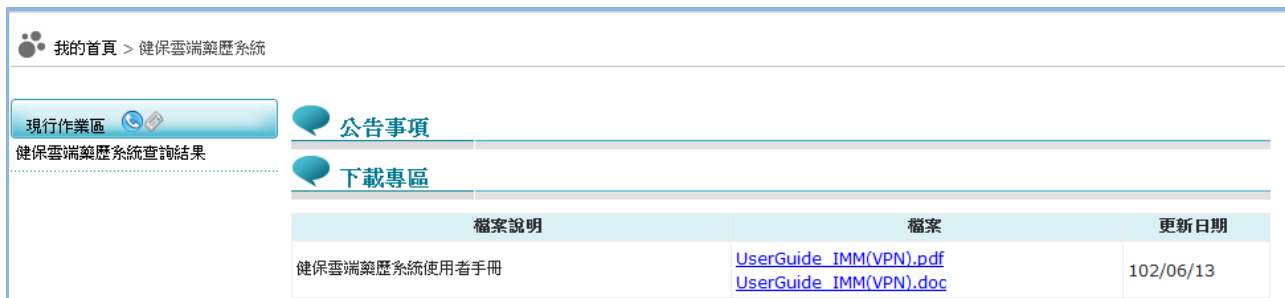 我的首頁 > 健保雲端藥歷系統
現行作業區
健保雲端藥歷系統查詢結果
公告事項
下載專區
檔案說明 檔案 更新日期
健保雲端藥歷系統使用者手冊 UserGuide_IMM(VPN).pdf 102/06/13
UserGuide_IMM(VPN).doc